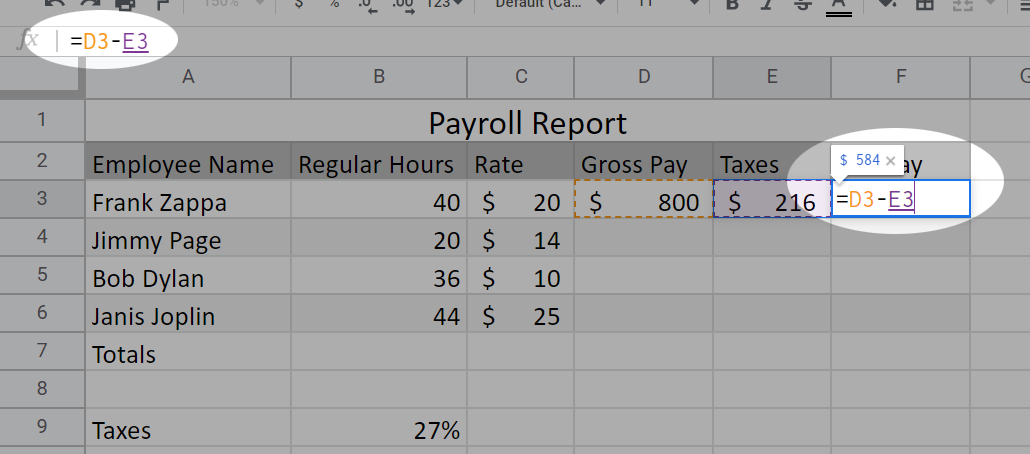 150% $ % .0 .00 123 Default (Ca... 11 B I S A
fx =D3-E3
A B C D E F G
1 Payroll Report
2 Employee Name Regular Hours Rate Gross Pay Taxes ay
$ 584 ×
3 Frank Zappa 40 $ 20 $ 800 $ 216 =D3-E3
4 Jimmy Page 20 $ 14
5 Bob Dylan 36 $ 10
6 Janis Joplin 44 $ 25
7 Totals
8
9 Taxes 27%